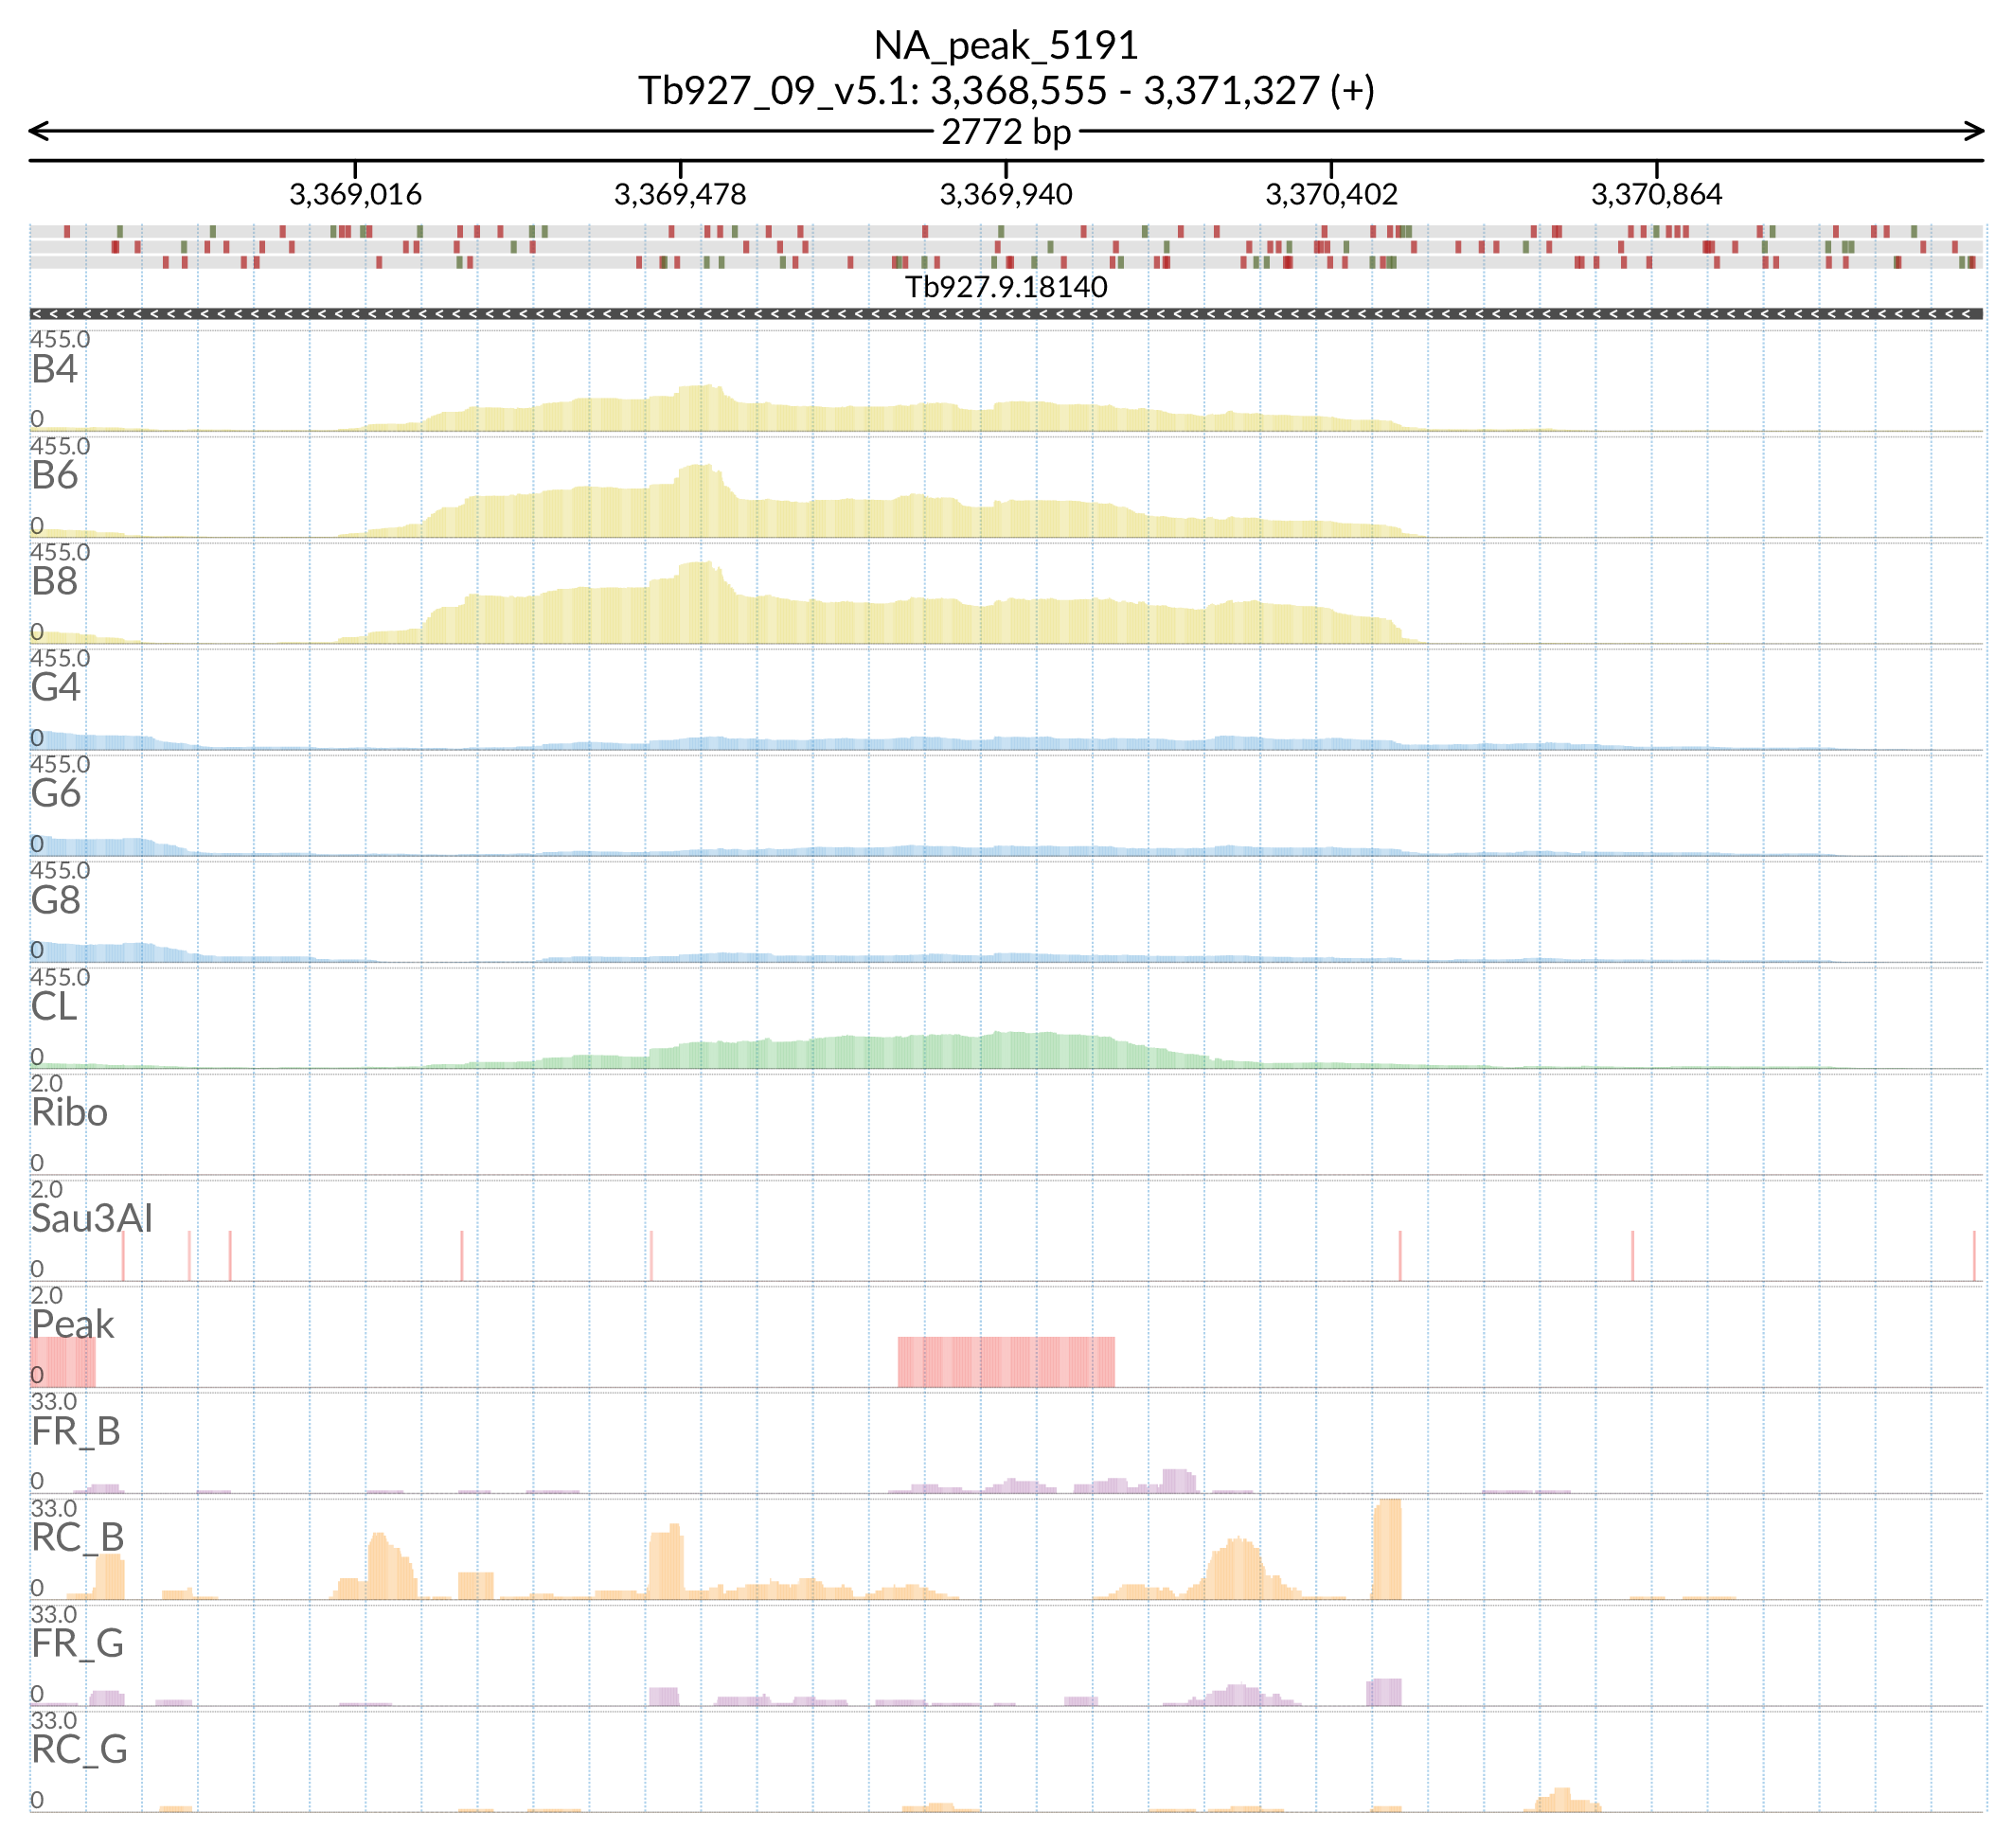 NA_peak_5191
Tb927_09_v5.1: 3,368,555 - 3,371,327 (+)
2772 bp
3,369,016 3,369,478 3,369,940 3,370,402 3,370,864
Tb927.9.18140
455.0
B4
0
455.0
B6
0
455.0
B8
0
455.0
G4
0
455.0
G6
0
455.0
G8
0
455.0
CL
0
2.0
Ribo
0
2.0
Sau3AI
0
2.0
Peak
0
33.0
FR_B
0
33.0
RC_B
0
33.0
FR_G
0
33.0
RC_G
0